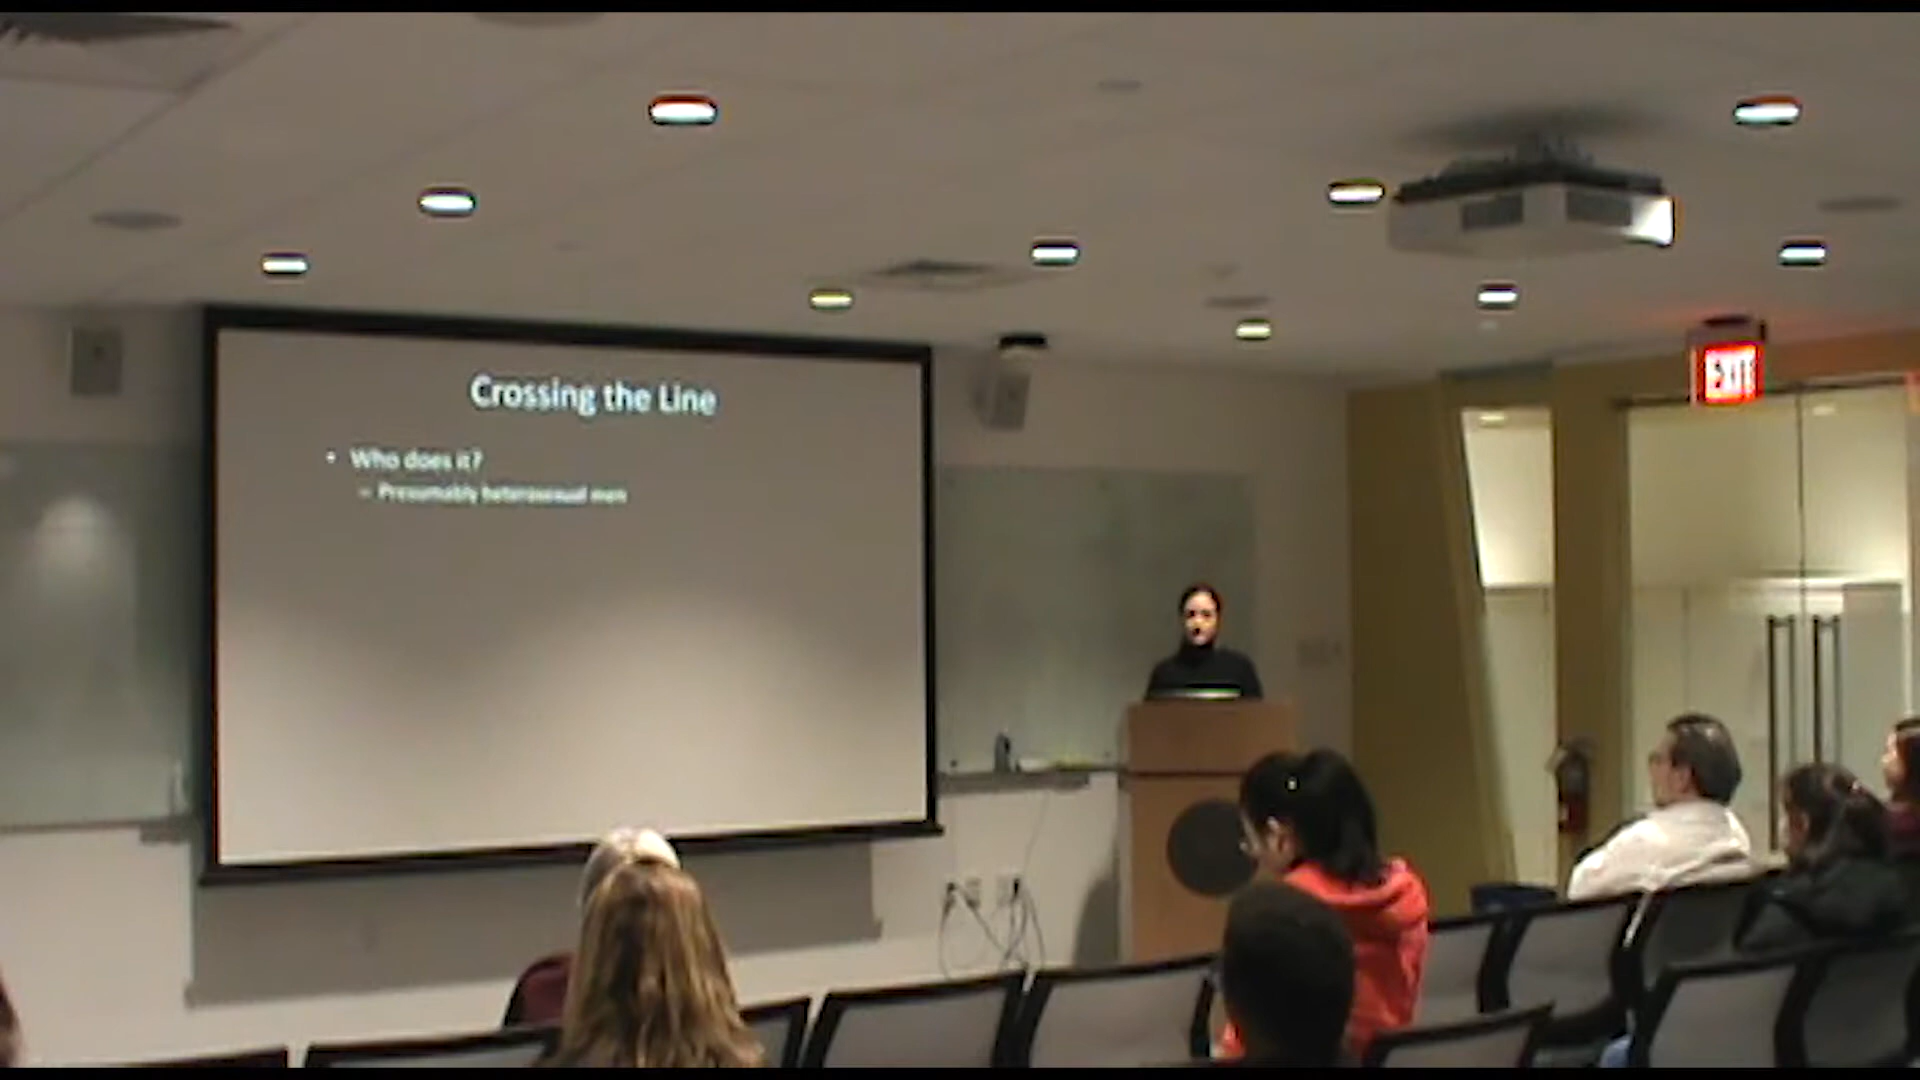 Crossing the Line
• Who does it?
– Presumably heterosexual men
EXIT